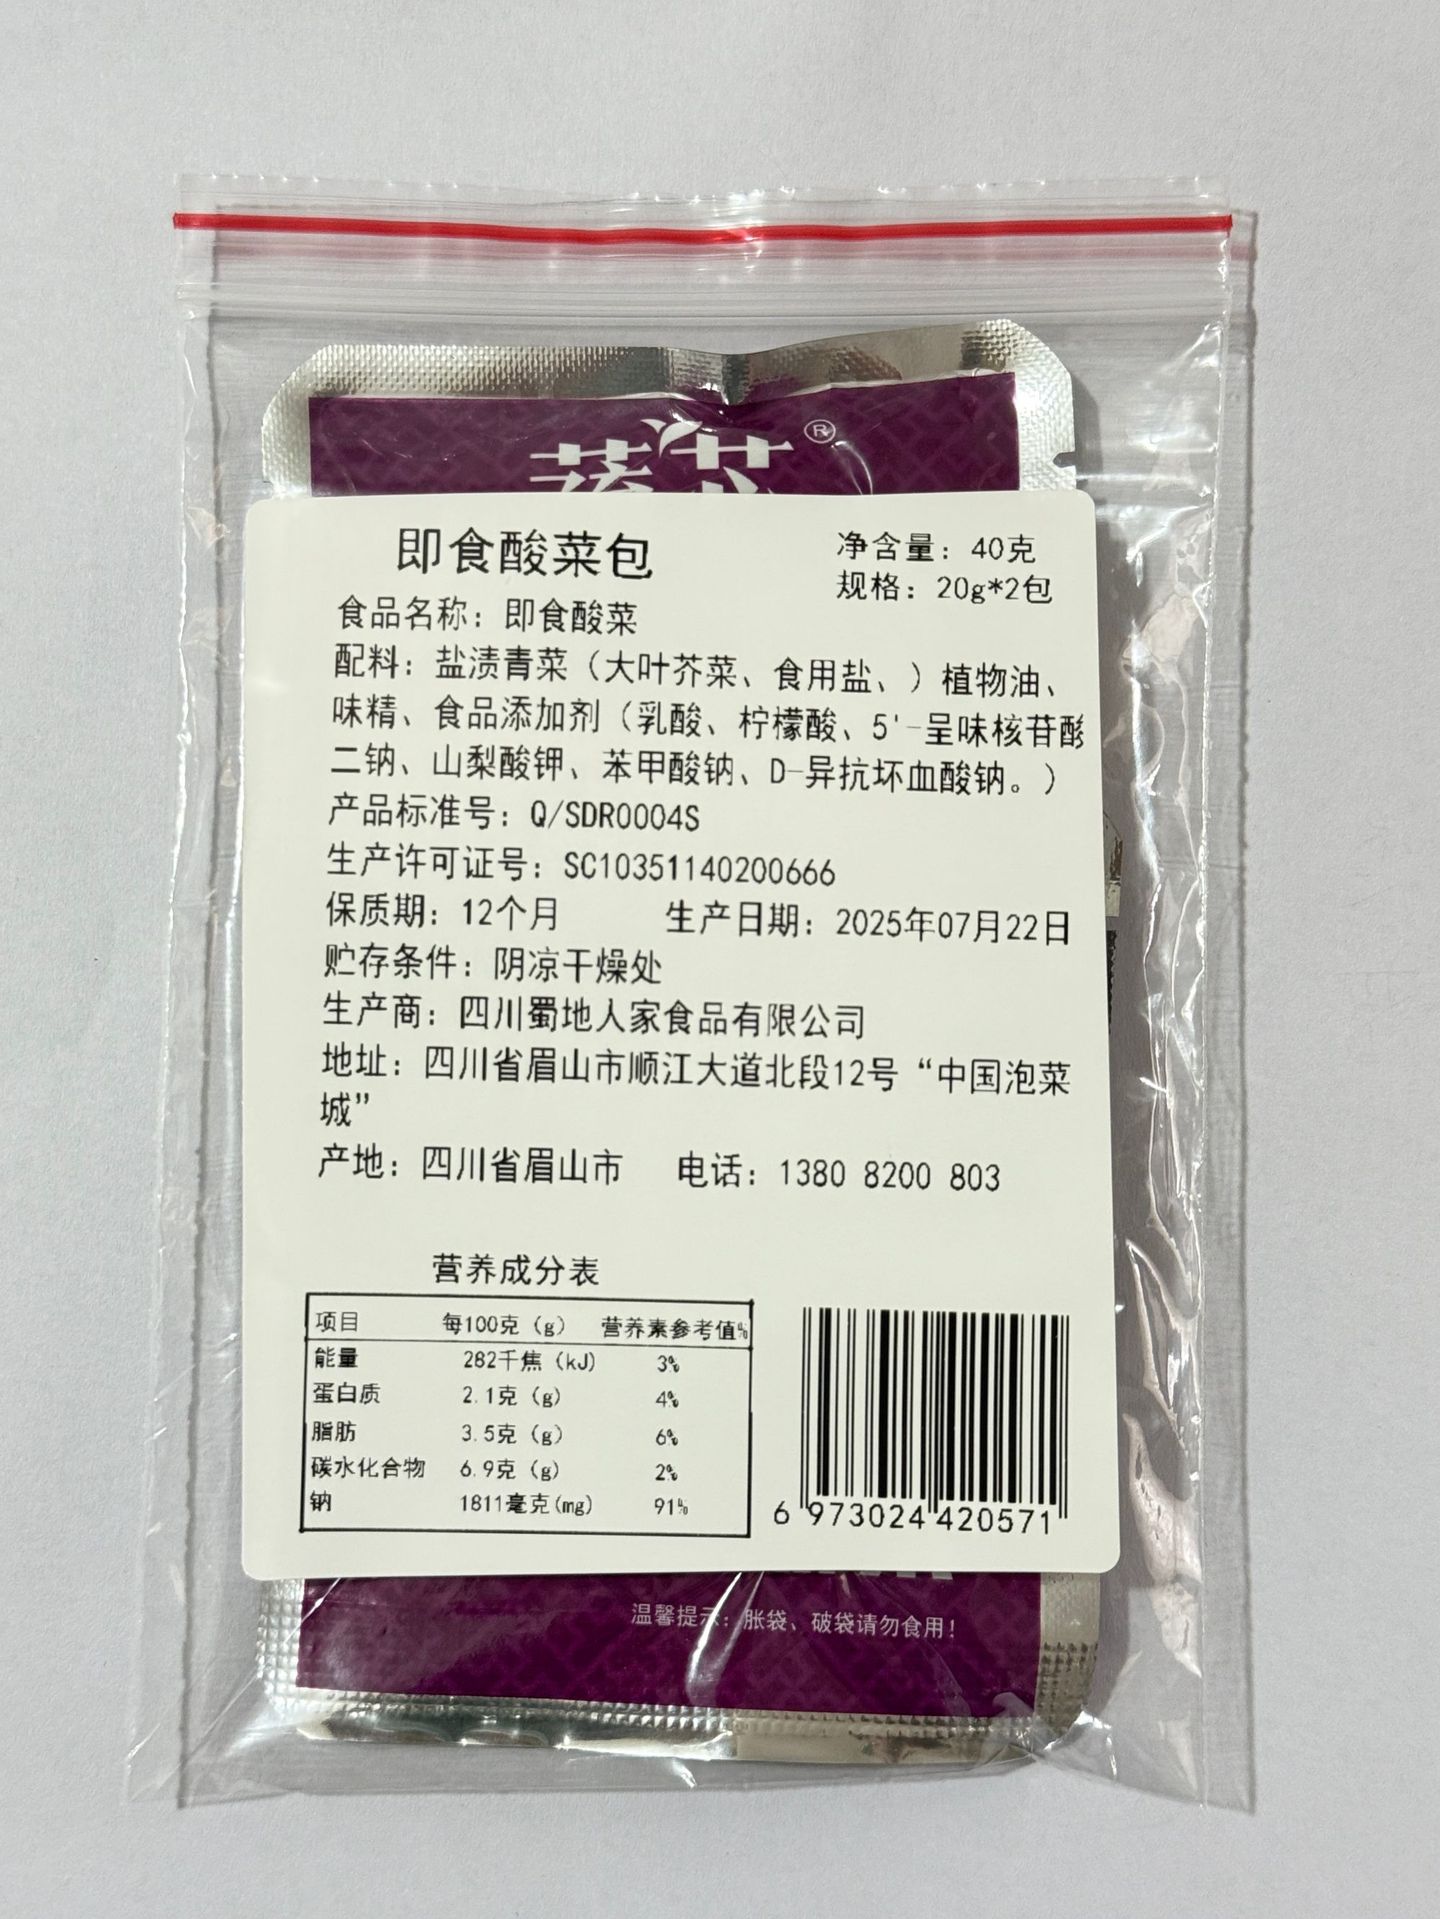 ®
即食酸菜包
净含量：40克
规格：20g*2包
食品名称：即食酸菜
配料：盐渍青菜（大叶芥菜、食用盐、）植物油、
味精、食品添加剂（乳酸、柠檬酸、5'-呈味核苷酸
二钠、山梨酸钾、苯甲酸钠、D-异抗坏血酸钠。）
产品标准号：Q/SDR0004S
生产许可证号：SC10351140200666
保质期：12个月 生产日期：2025年07月22日
贮存条件：阴凉干燥处
生产商：四川蜀地人家食品有限公司
地址：四川省眉山市顺江大道北段12号“中国泡菜
城”
产地：四川省眉山市 电话：1380 8200 803
营养成分表
项目 每100克（g） 营养素参考值%
能量 282千焦（kJ） 3%
蛋白质 2.1克（g） 4%
脂肪 3.5克（g） 6%
碳水化合物 6.9克（g） 2%
钠 1811毫克(mg) 91%
6 973024 420571
温馨提示：胀袋、破袋请勿食用！